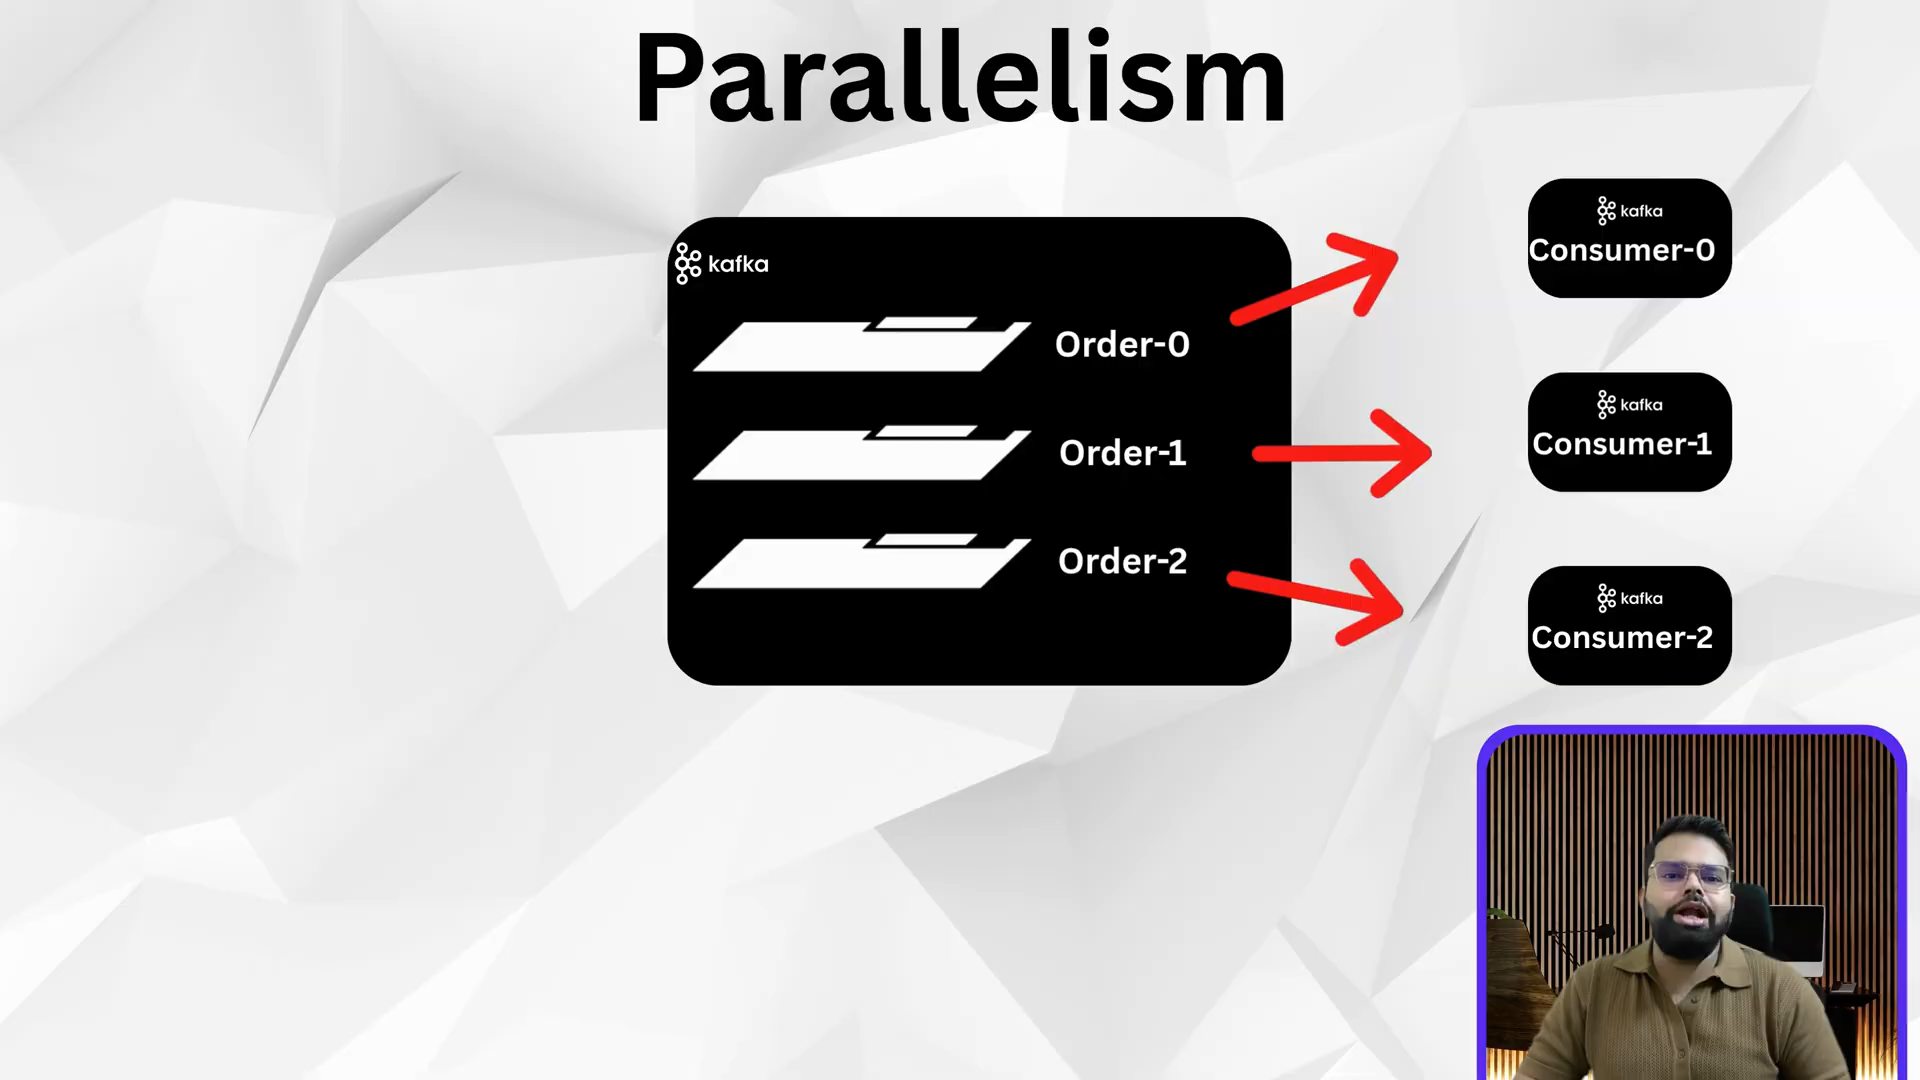 Parallelism
kafka
Order-0
Order-1
Order-2
kafka
Consumer-0
kafka
Consumer-1
kafka
Consumer-2